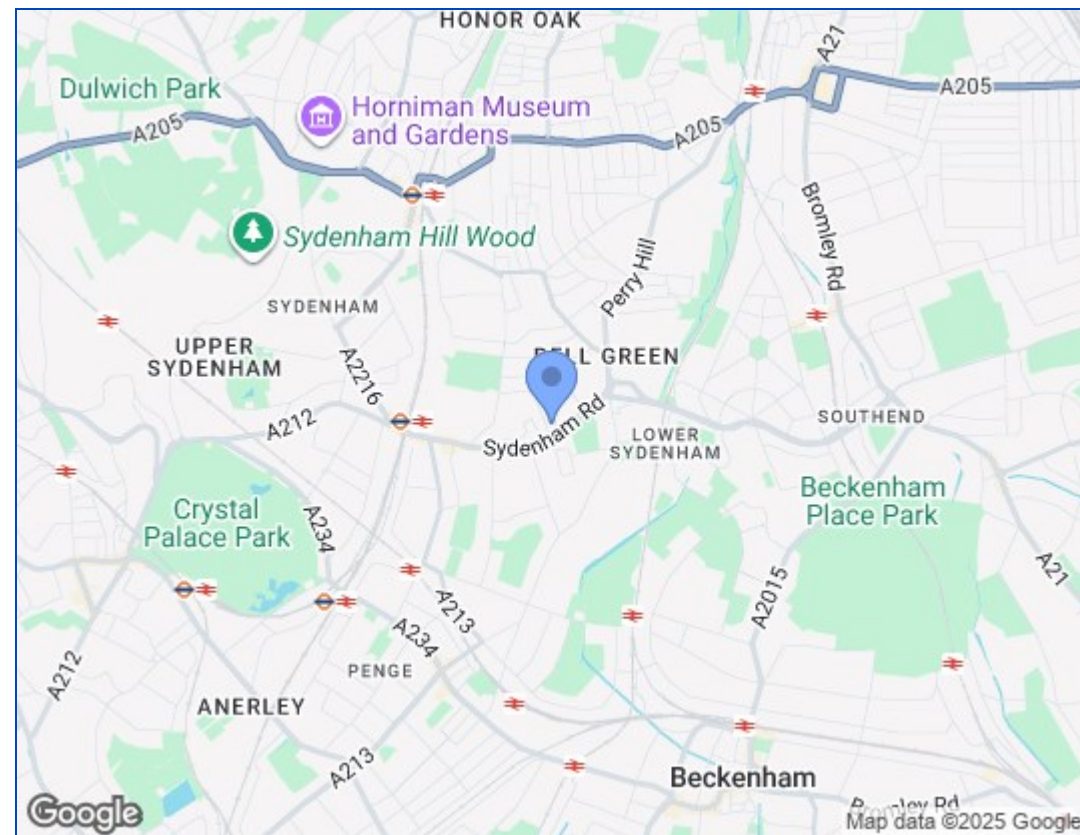 HONOR OAK
A21
Dulwich Park
A205
Horniman Museum
and Gardens
A205
A205
Bromley Rd
Sydenham Hill Wood
Perry Hill
SYDENHAM
UPPER
SYDENHAM
A2216
BELL GREEN
A212
Sydenham Rd
SOUTHEND
LOWER
SYDENHAM
Crystal
Palace Park
A234
Beckenham
Place Park
A21
A213
A2015
A234
A212
PENGE
ANERLEY
A213
Beckenham
Bromley Rd
Google
Map data ©2025 Google